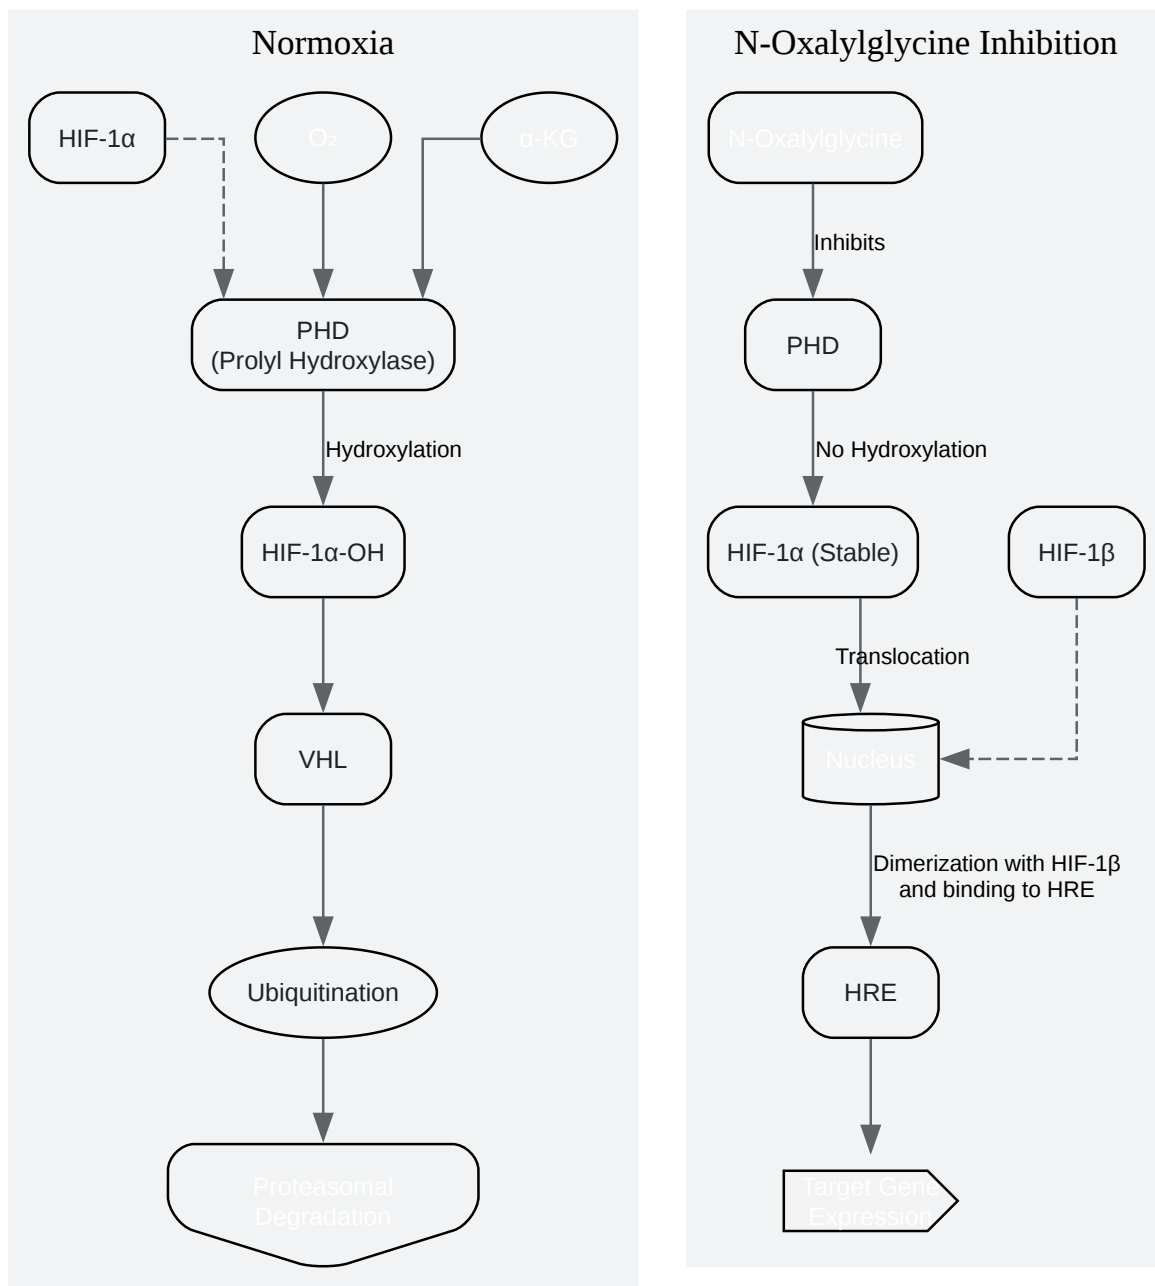 Normoxia
HIF-1α
O₂
α-KG
PHD
(Prolyl Hydroxylase)
Hydroxylation
HIF-1α-OH
VHL
Ubiquitination
Proteasomal
Degradation
N-Oxalylglycine Inhibition
N-Oxalylglycine
Inhibits
PHD
No Hydroxylation
HIF-1α (Stable)
HIF-1β
Translocation
Nucleus
Dimerization with HIF-1β
and binding to HRE
HRE
Target Gene
Expression